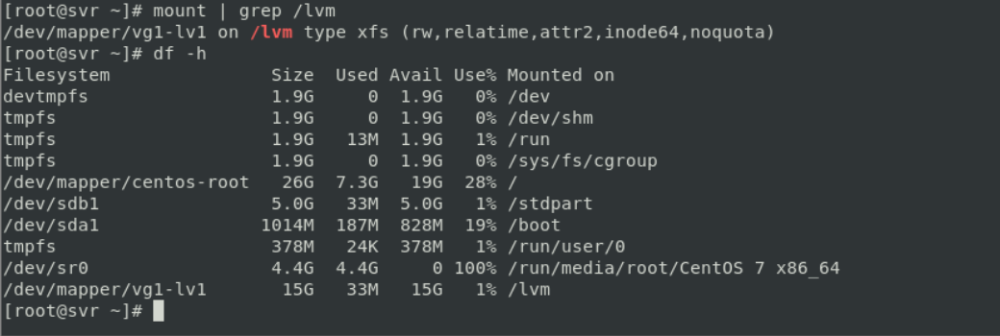 [root@svr ~]# mount | grep /lvm
/dev/mapper/vg1-lv1 on /lvm type xfs (rw,relatime,attr2,inode64,noquota)
[root@svr ~]# df -h
Filesystem               Size  Used Avail Use% Mounted on
devtmpfs                 1.9G     0  1.9G   0% /dev
tmpfs                    1.9G     0  1.9G   0% /dev/shm
tmpfs                    1.9G   13M  1.9G   1% /run
tmpfs                    1.9G     0  1.9G   0% /sys/fs/cgroup
/dev/mapper/centos-root   26G  7.3G   19G  28% /
/dev/sdb1                5.0G   33M  5.0G   1% /stdpart
/dev/sda1               1014M  187M  828M  19% /boot
tmpfs                    378M   24K  378M   1% /run/user/0
/dev/sr0                 4.4G  4.4G     0 100% /run/media/root/CentOS 7 x86_64
/dev/mapper/vg1-lv1       15G   33M   15G   1% /lvm
[root@svr ~]#